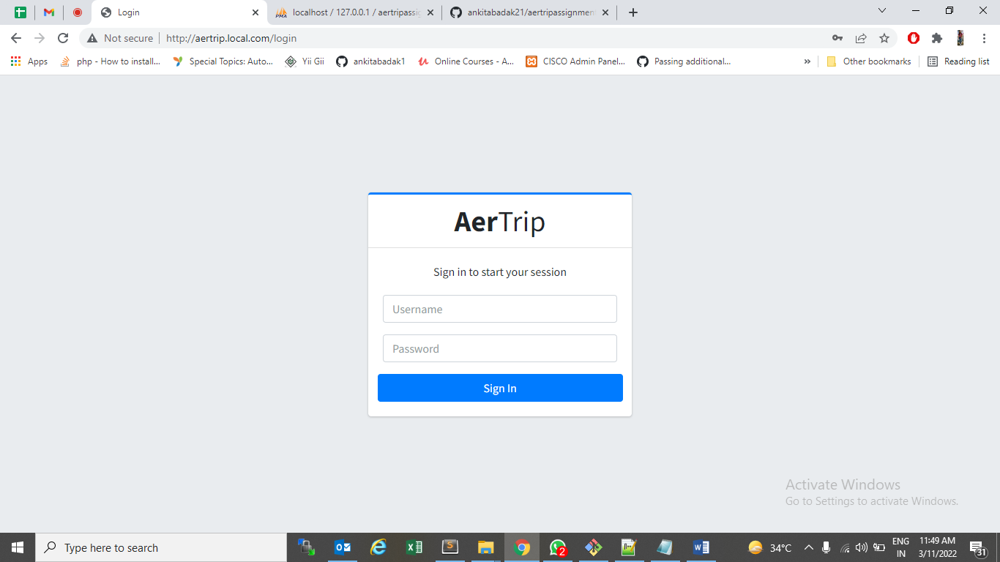 Login
localhost / 127.0.0.1 / aertripassig
ankitabadak21/aertripassignment
Not secure
http://aertrip.local.com/login
Apps
php - How to install...
Special Topics: Auto...
Yii Gii
ankitabadak1
Online Courses - A...
CISCO Admin Panel...
Passing additional...
»
Other bookmarks
Reading list
AerTrip
Sign in to start your session
Username
Password
Sign In
Activate Windows
Go to Settings to activate Windows.
Type here to search
2
34°C
ENG
IN
11:49 AM
3/11/2022
31